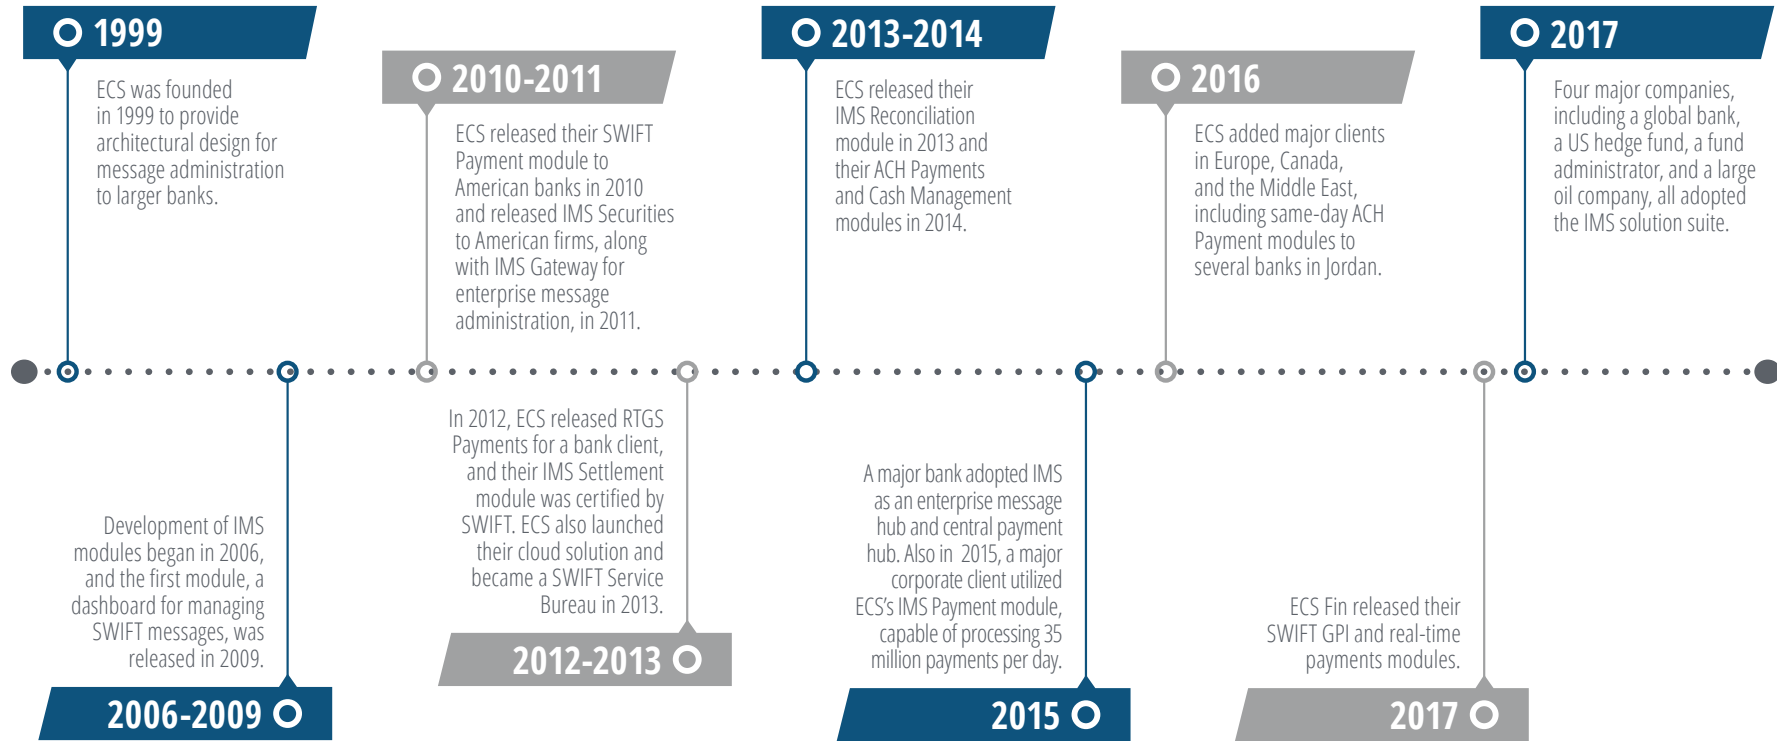 1999
ECS was founded
in 1999 to provide
architectural design for
message administration
to larger banks.
2010-2011
ECS released their SWIFT
Payment module to
American banks in 2010
and released IMS Securities
to American firms, along
with IMS Gateway for
enterprise message
administration, in 2011.
2013-2014
ECS released their
IMS Reconciliation
module in 2013 and
their ACH Payments
and Cash Management
modules in 2014.
2016
ECS added major clients
in Europe, Canada,
and the Middle East,
including same-day ACH
Payment modules to
several banks in Jordan.
2017
Four major companies,
including a global bank,
a US hedge fund, a fund
administrator, and a large
oil company, all adopted
the IMS solution suite.
Development of IMS
modules began in 2006,
and the first module, a
dashboard for managing
SWIFT messages, was
released in 2009.
2006-2009
In 2012, ECS released RTGS
Payments for a bank client,
and their IMS Settlement
module was certified by
SWIFT. ECS also launched
their cloud solution and
became a SWIFT Service
Bureau in 2013.
2012-2013
A major bank adopted IMS
as an enterprise message
hub and central payment
hub. Also in 2015, a major
corporate client utilized
ECS's IMS Payment module,
capable of processing 35
million payments per day.
2015
ECS Fin released their
SWIFT GPI and real-time
payments modules.
2017